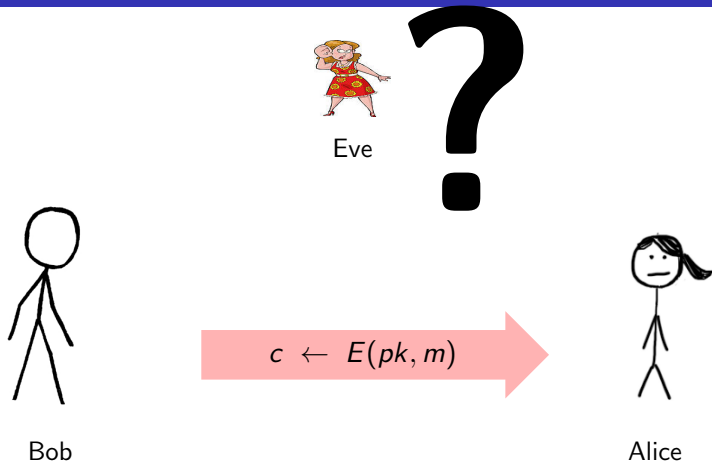 ?
Eve
c ← E(pk, m)
Bob
Alice